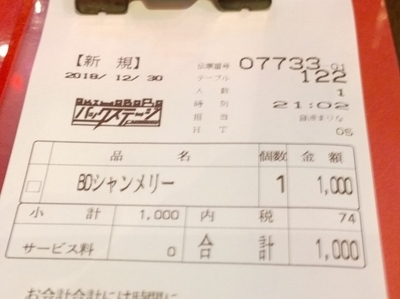 【新 規】 伝票番号 07733-01
2018/12/30 テーブル 122
人数 1
時刻 21:02
AKIHABARA 担当
バックステージ
05
品 名 個数 金額
BDシャンメリー 1 1,000
小 計 1,000 内 税 74
サービス料 0 合 計 1,000